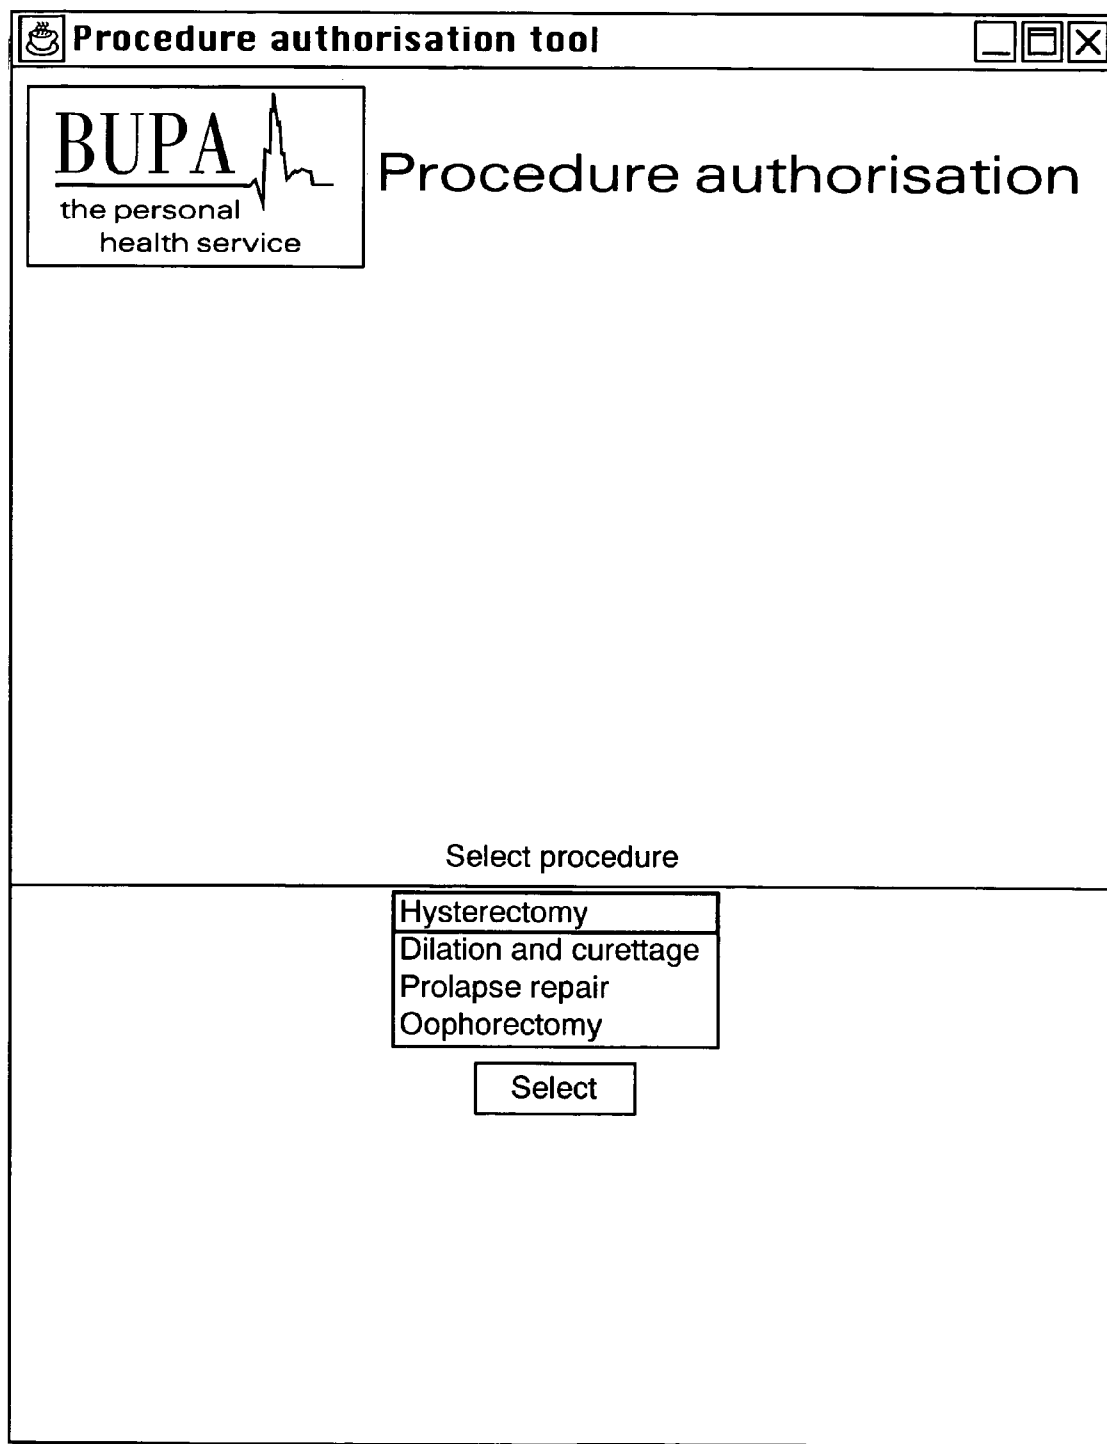 Procedure authorisation tool
BUPA
the personal
health service
Procedure authorisation
Select procedure
Hysterectomy
Dilation and curettage
Prolapse repair
Oophorectomy
Select